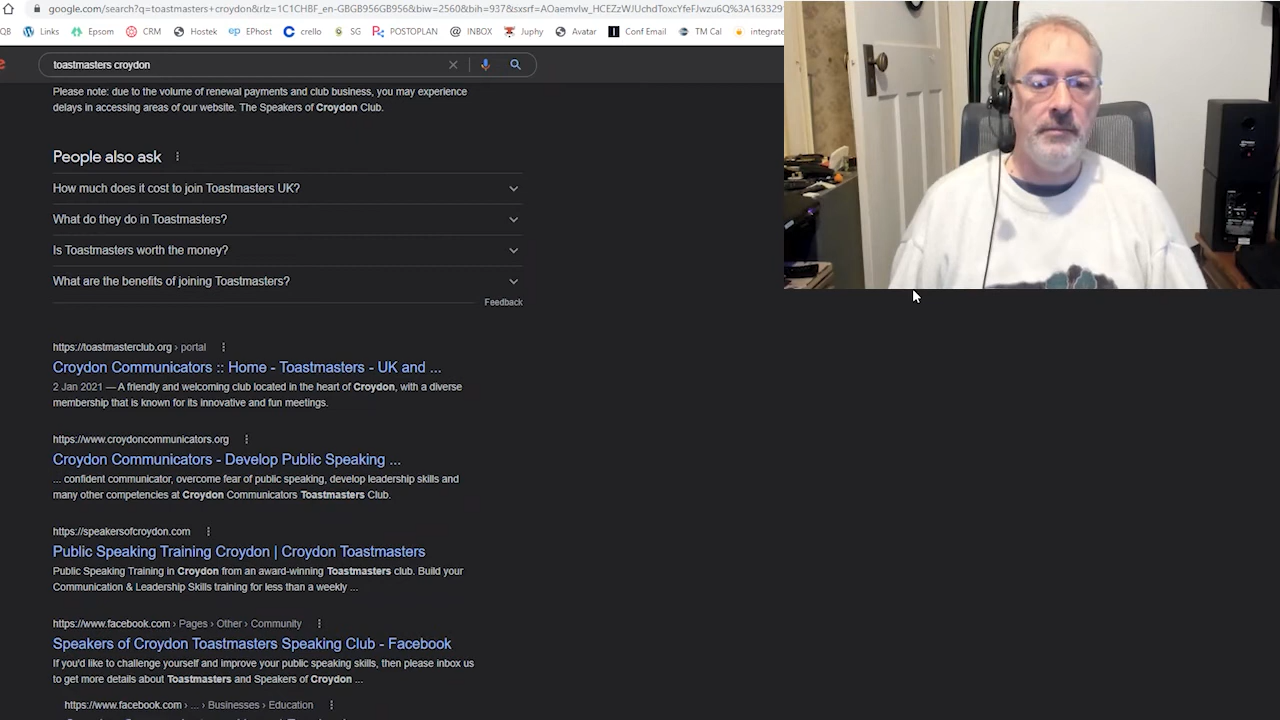 google.com/search?q=toastmasters+croydon&rlz=1C1CHBF_en-GBGB956GB956&biw=2560&bih=937&sxsrf=AOaemvlw_HCEZzWJUchdToxcYfeFJwzu6Q%3A163329
QB Links Epsom CRM Hostek EPhost crello SG POSTOPLAN INBOX Juphy Avatar Conf Email TM Cal integrate
toastmasters croydon
Please note: due to the volume of renewal payments and club business, you may experience
delays in accessing areas of our website. The Speakers of Croydon Club.
People also ask
How much does it cost to join Toastmasters UK?
What do they do in Toastmasters?
Is Toastmasters worth the money?
What are the benefits of joining Toastmasters?
Feedback
https://toastmasterclub.org › portal
Croydon Communicators :: Home - Toastmasters - UK and ...
2 Jan 2021 — A friendly and welcoming club located in the heart of Croydon, with a diverse
membership that is known for its innovative and fun meetings.
https://www.croydoncommunicators.org
Croydon Communicators - Develop Public Speaking ...
... confident communicator, overcome fear of public speaking, develop leadership skills and
many other competencies at Croydon Communicators Toastmasters Club.
https://speakersofcroydon.com
Public Speaking Training Croydon | Croydon Toastmasters
Public Speaking Training in Croydon from an award-winning Toastmasters club. Build your
Communication & Leadership Skills training for less than a weekly ...
https://www.facebook.com › Pages › Other › Community
Speakers of Croydon Toastmasters Speaking Club - Facebook
If you'd like to challenge yourself and improve your public speaking skills, then please inbox us
to get more details about Toastmasters and Speakers of Croydon ...
https://www.facebook.com › ... › Businesses › Education